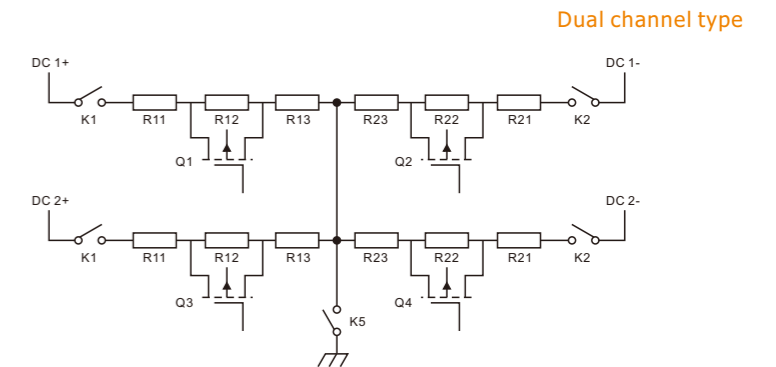 Dual channel type
DC 1+ DC 1-
K1 R11 R12 R13 R23 R22 R21 K2
Q1 Q2
DC 2+ DC 2-
K1 R11 R12 R13 R23 R22 R21 K2
Q3 Q4
K5